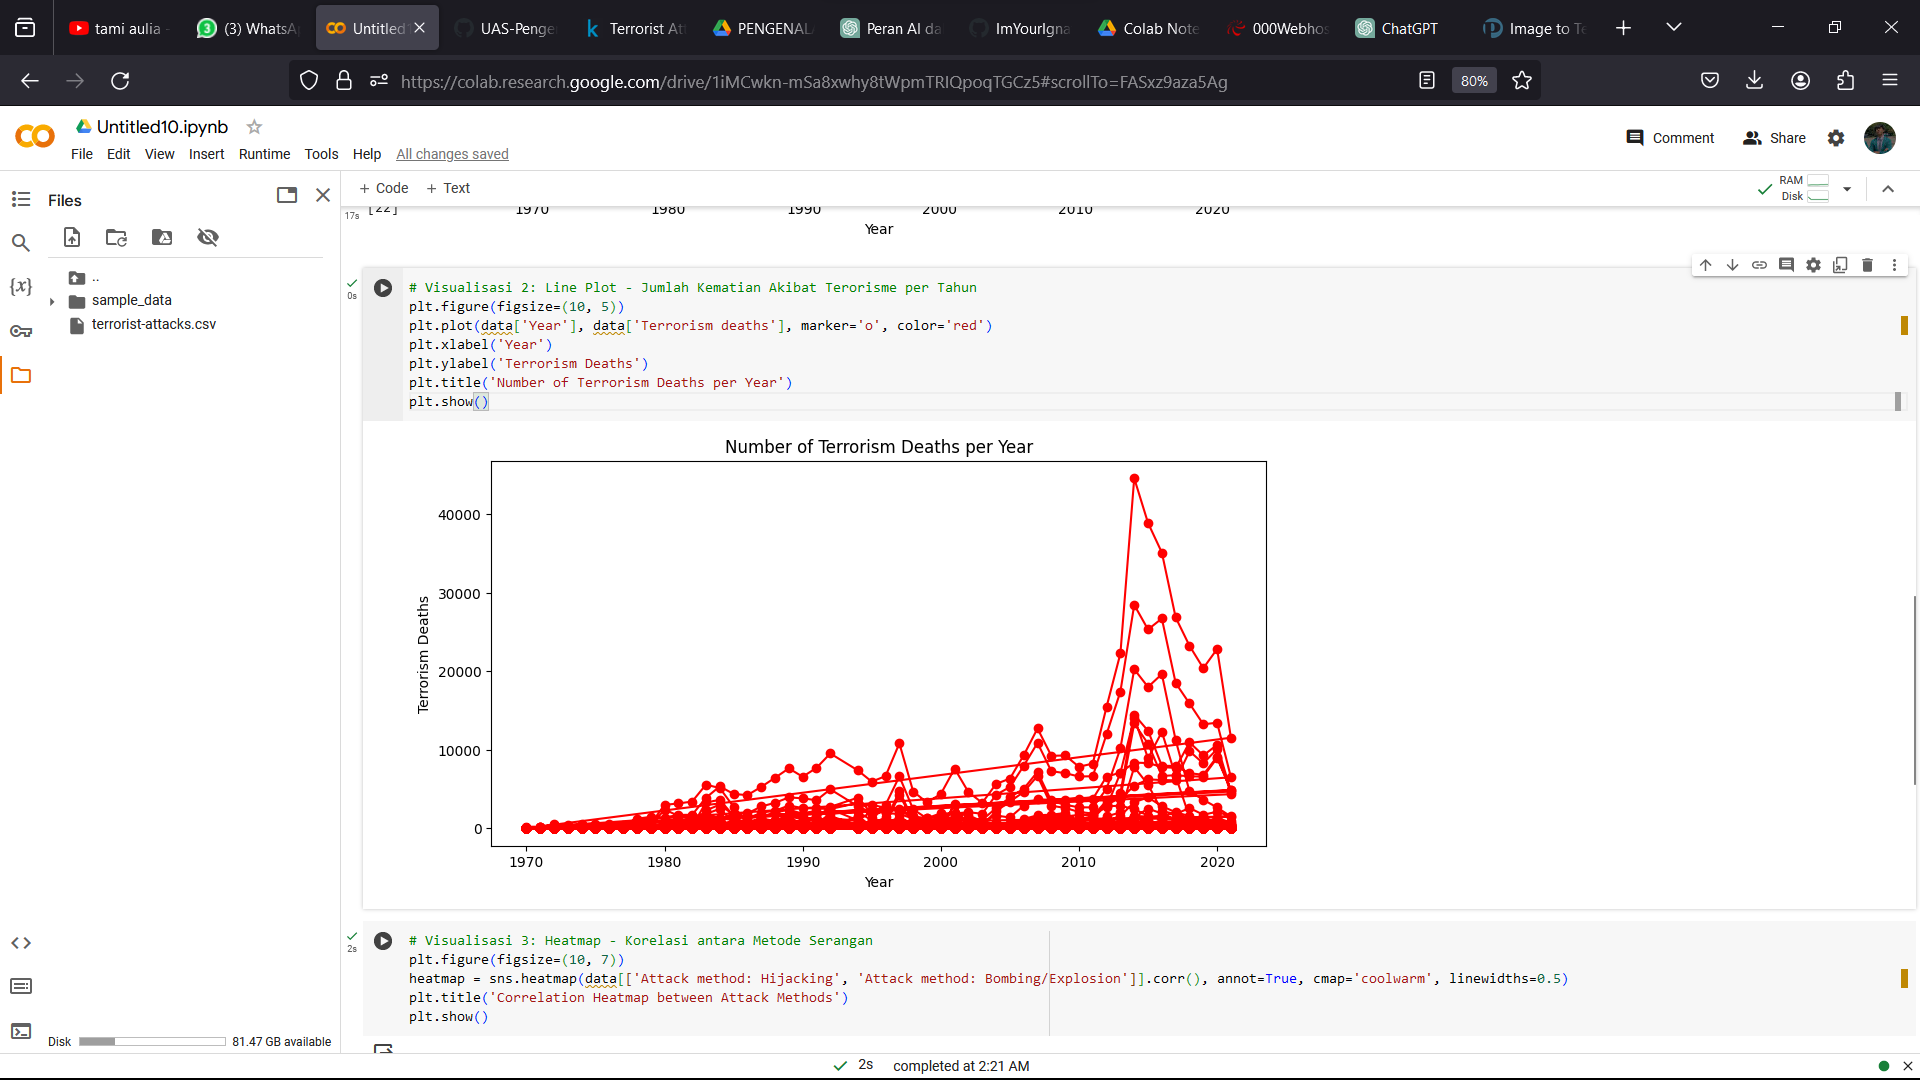 tami aulia -
(3) WhatsA
Untitled
UAS-Penge
Terrorist Att
PENGENAL
Peran AI da
ImYourIgna
Colab Note
000Webhos
ChatGPT
Image to Te
https://colab.research.google.com/drive/1iMCwkn-mSa8xwhy8tWpmTRIQpoqTGCz5#scrollTo=FASxz9aza5Ag
80%
Untitled10.ipynb
Comment
Share
File Edit View Insert Runtime Tools Help All changes saved
Files
+ Code + Text
RAM
Disk
..
sample_data
terrorist-attacks.csv
17s
[22]
1970 1980 1990 2000 2010 2020
Year
0s
# Visualisasi 2: Line Plot - Jumlah Kematian Akibat Terorisme per Tahun
plt.figure(figsize=(10, 5))
plt.plot(data['Year'], data['Terrorism deaths'], marker='o', color='red')
plt.xlabel('Year')
plt.ylabel('Terrorism Deaths')
plt.title('Number of Terrorism Deaths per Year')
plt.show()
Number of Terrorism Deaths per Year
Terrorism Deaths
40000
30000
20000
10000
0
1970 1980 1990 2000 2010 2020
Year
2s
# Visualisasi 3: Heatmap - Korelasi antara Metode Serangan
plt.figure(figsize=(10, 7))
heatmap = sns.heatmap(data[['Attack method: Hijacking', 'Attack method: Bombing/Explosion']].corr(), annot=True, cmap='coolwarm', linewidths=0.5)
plt.title('Correlation Heatmap between Attack Methods')
plt.show()
Disk
81.47 GB available
2s completed at 2:21 AM